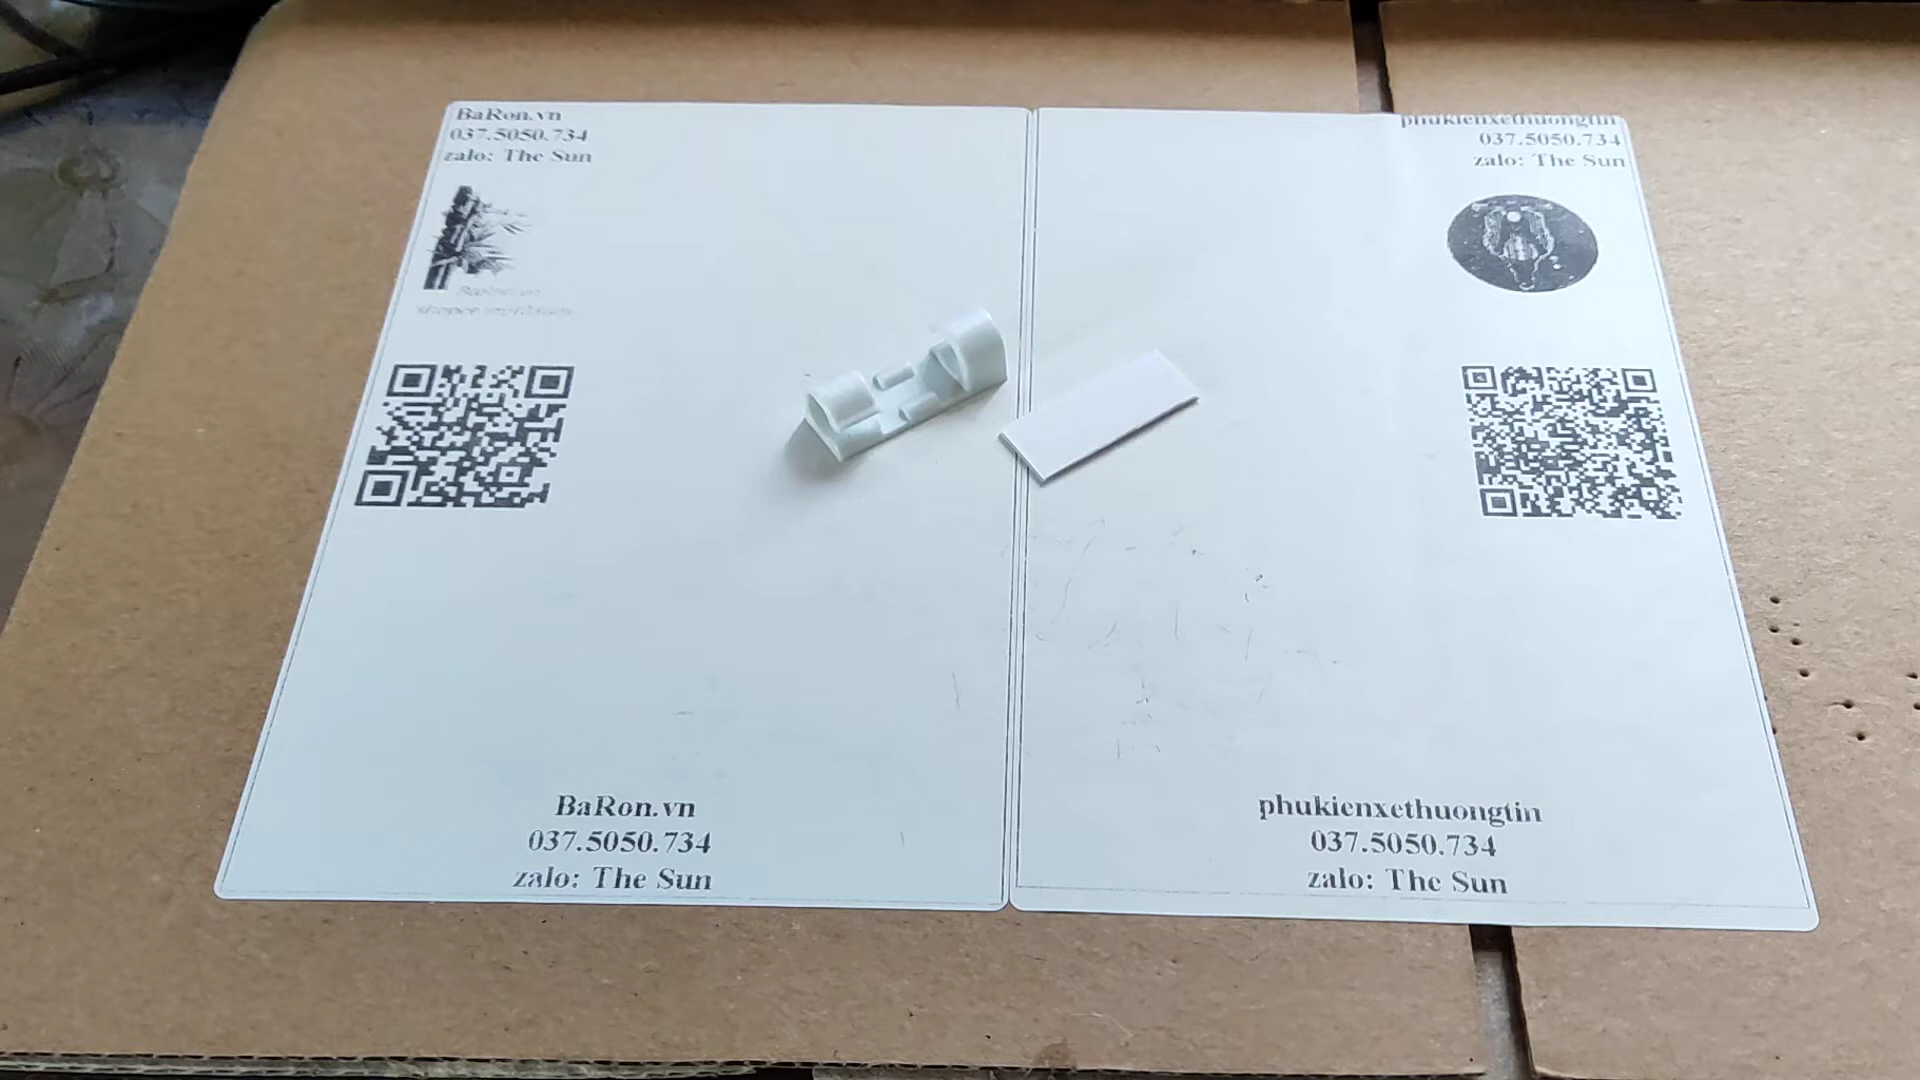 BaRon.vn
037.5050.734
zalo: The Sun
shopee
BaRon.vn
037.5050.734
zalo: The Sun
phukienxethuongtin
037.5050.734
zalo: The Sun
phukienxethuongtin
037.5050.734
zalo: The Sun